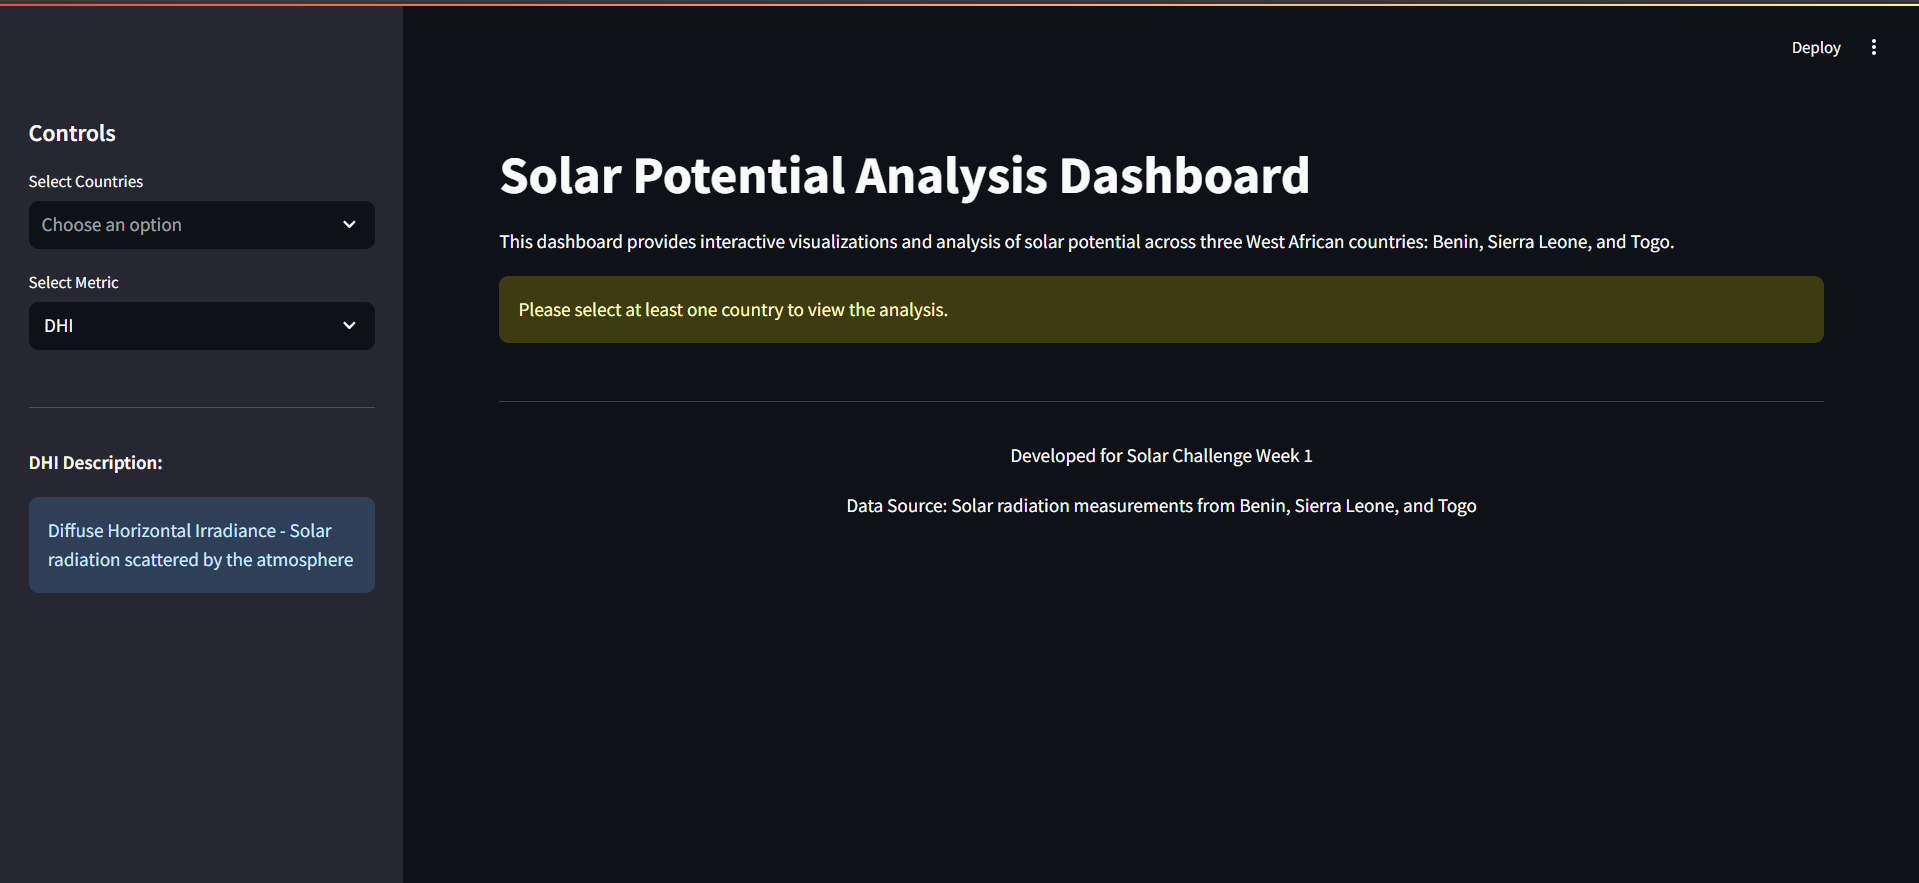 Deploy
Controls
Select Countries
Choose an option
Select Metric
DHI
DHI Description:
Diffuse Horizontal Irradiance - Solar
radiation scattered by the atmosphere
Solar Potential Analysis Dashboard
This dashboard provides interactive visualizations and analysis of solar potential across three West African countries: Benin, Sierra Leone, and Togo.
Please select at least one country to view the analysis.
Developed for Solar Challenge Week 1
Data Source: Solar radiation measurements from Benin, Sierra Leone, and Togo